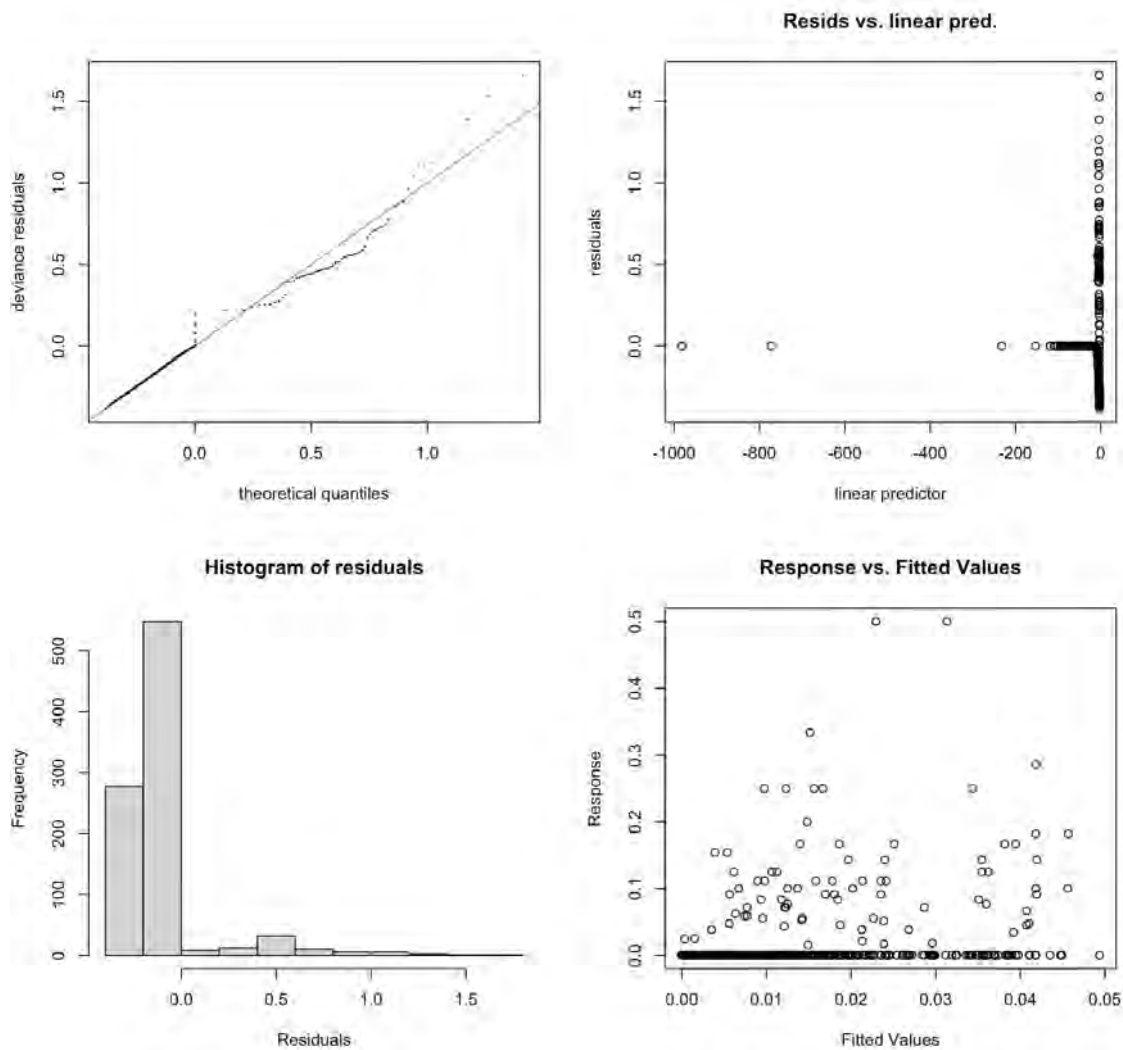 deviance residuals
0.0 0.5 1.0 1.5
0.0 0.5 1.0
theoretical quantiles
Resids vs. linear pred.
residuals
0.0 0.5 1.0 1.5
-1000 -800 -600 -400 -200 0
linear predictor
Histogram of residuals
Frequency
0 100 200 300 400 500
0.0 0.5 1.0 1.5
Residuals
Response vs. Fitted Values
Response
0.0 0.1 0.2 0.3 0.4 0.5
0.00 0.01 0.02 0.03 0.04 0.05
Fitted Values